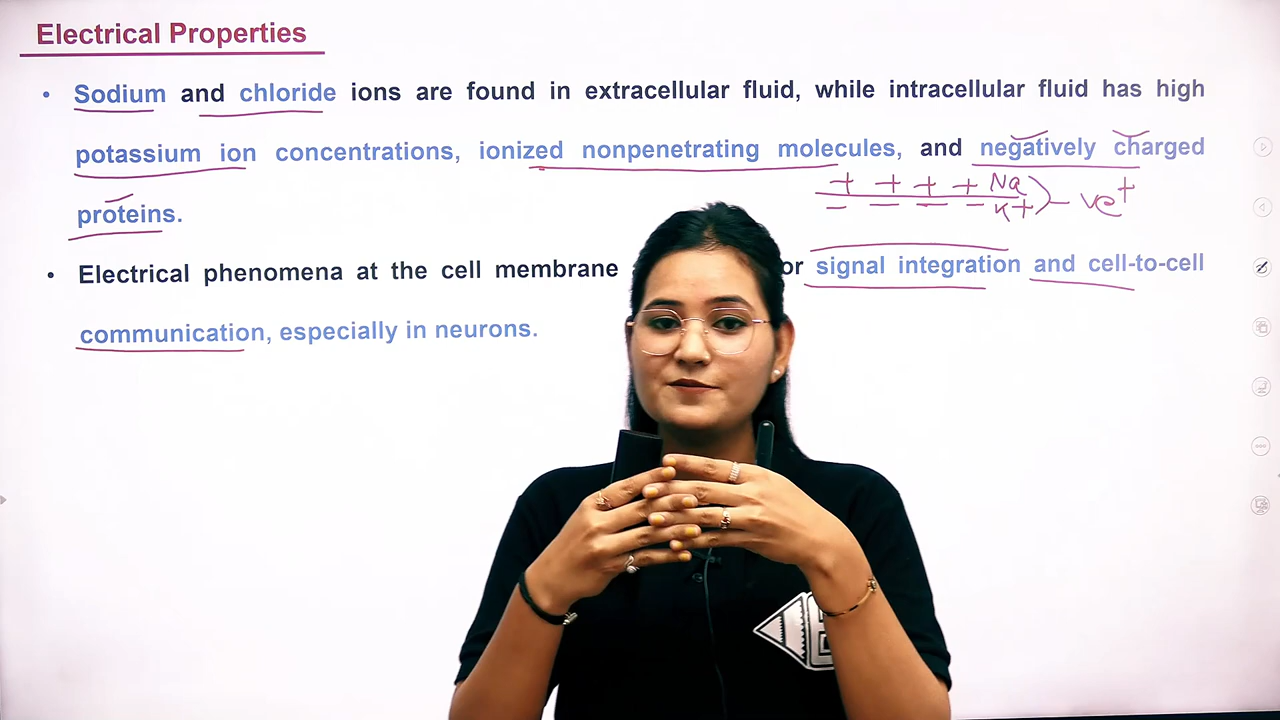 Electrical Properties
• Sodium and chloride ions are found in extracellular fluid, while intracellular fluid has high
potassium ion concentrations, ionized nonpenetrating molecules, and negatively charged
+ + + + Na
proteins.
- - - - K+ - ve+
• Electrical phenomena at the cell membrane or signal integration and cell-to-cell
communication, especially in neurons.